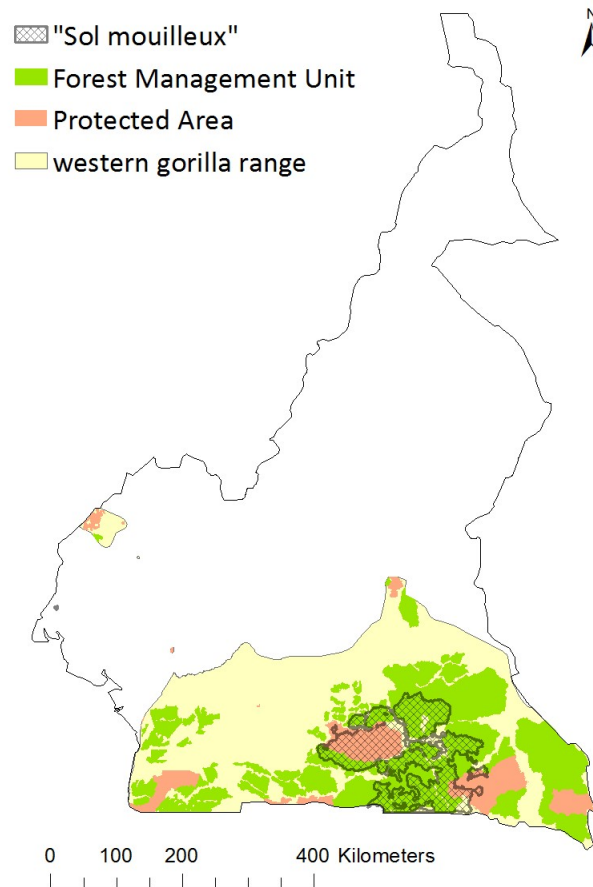 N
"Sol mouilleux"
Forest Management Unit
Protected Area
western gorilla range
0 100 200 400 Kilometers